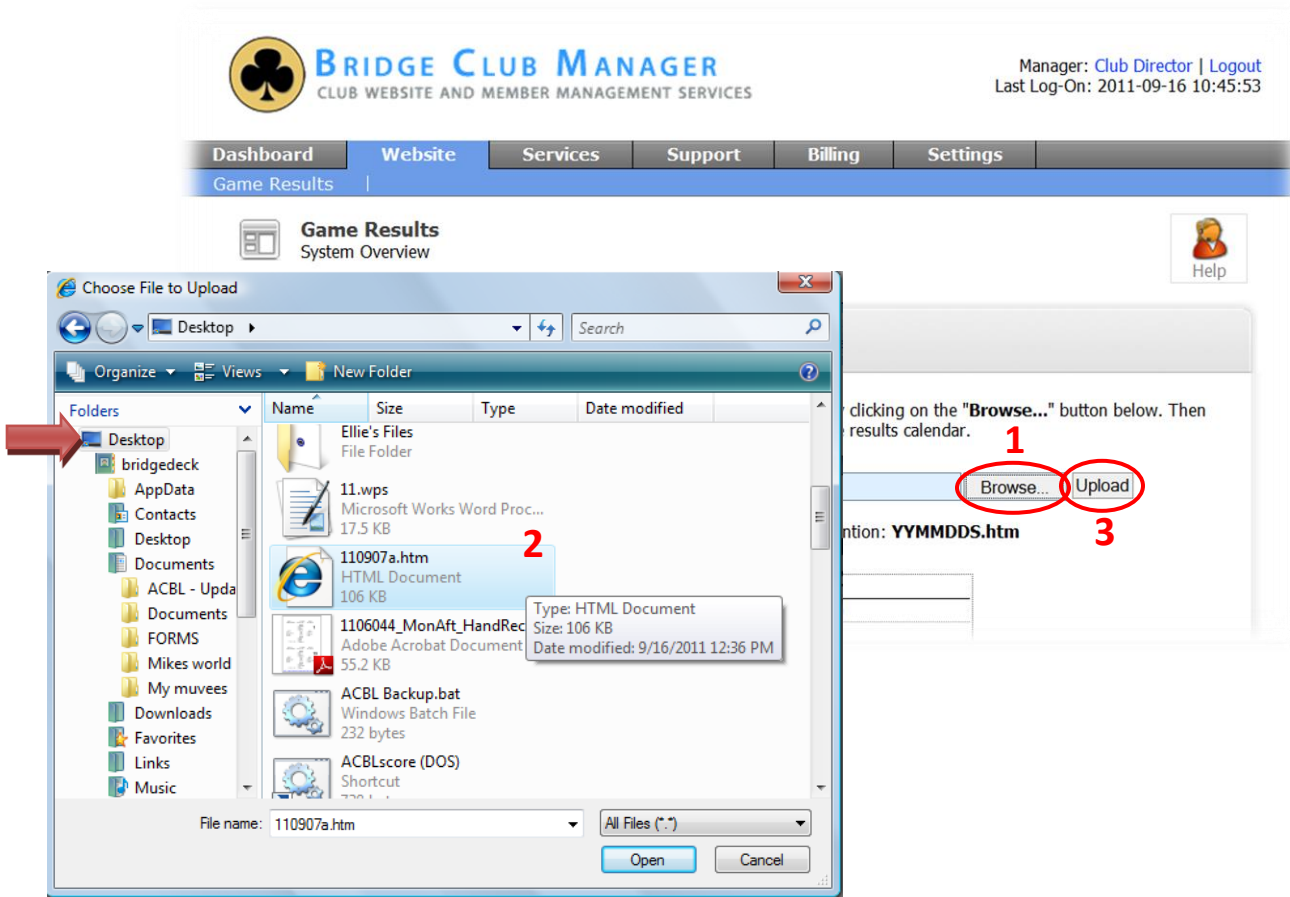 BRIDGE CLUB MANAGER
CLUB WEBSITE AND MEMBER MANAGEMENT SERVICES
Manager: Club Director | Logout
Last Log-On: 2011-09-16 10:45:53
Dashboard Website Services Support Billing Settings
Game Results |
Game Results
System Overview
Help
Choose File to Upload
Desktop
Search
Organize Views New Folder
Folders
Name Size Type Date modified
Desktop
bridgedeck
AppData
Contacts
Desktop
Documents
ACBL - Upda
Documents
FORMS
Mikes world
My muvees
Downloads
Favorites
Links
Music
Ellie's Files
File Folder
11.wps
Microsoft Works Word Proc...
17.5 KB
2
110907a.htm
HTML Document
106 KB
Type: HTML Document
Size: 106 KB
Date modified: 9/16/2011 12:36 PM
1106044_MonAft_HandRec
Adobe Acrobat Document
55.2 KB
ACBL Backup.bat
Windows Batch File
232 bytes
ACBLscore (DOS)
Shortcut
File name: 110907a.htm
All Files (*.*)
Open Cancel
clicking on the "Browse..." button below. Then
results calendar.
1
Browse... Upload
3
ntion: YYMMDDS.htm